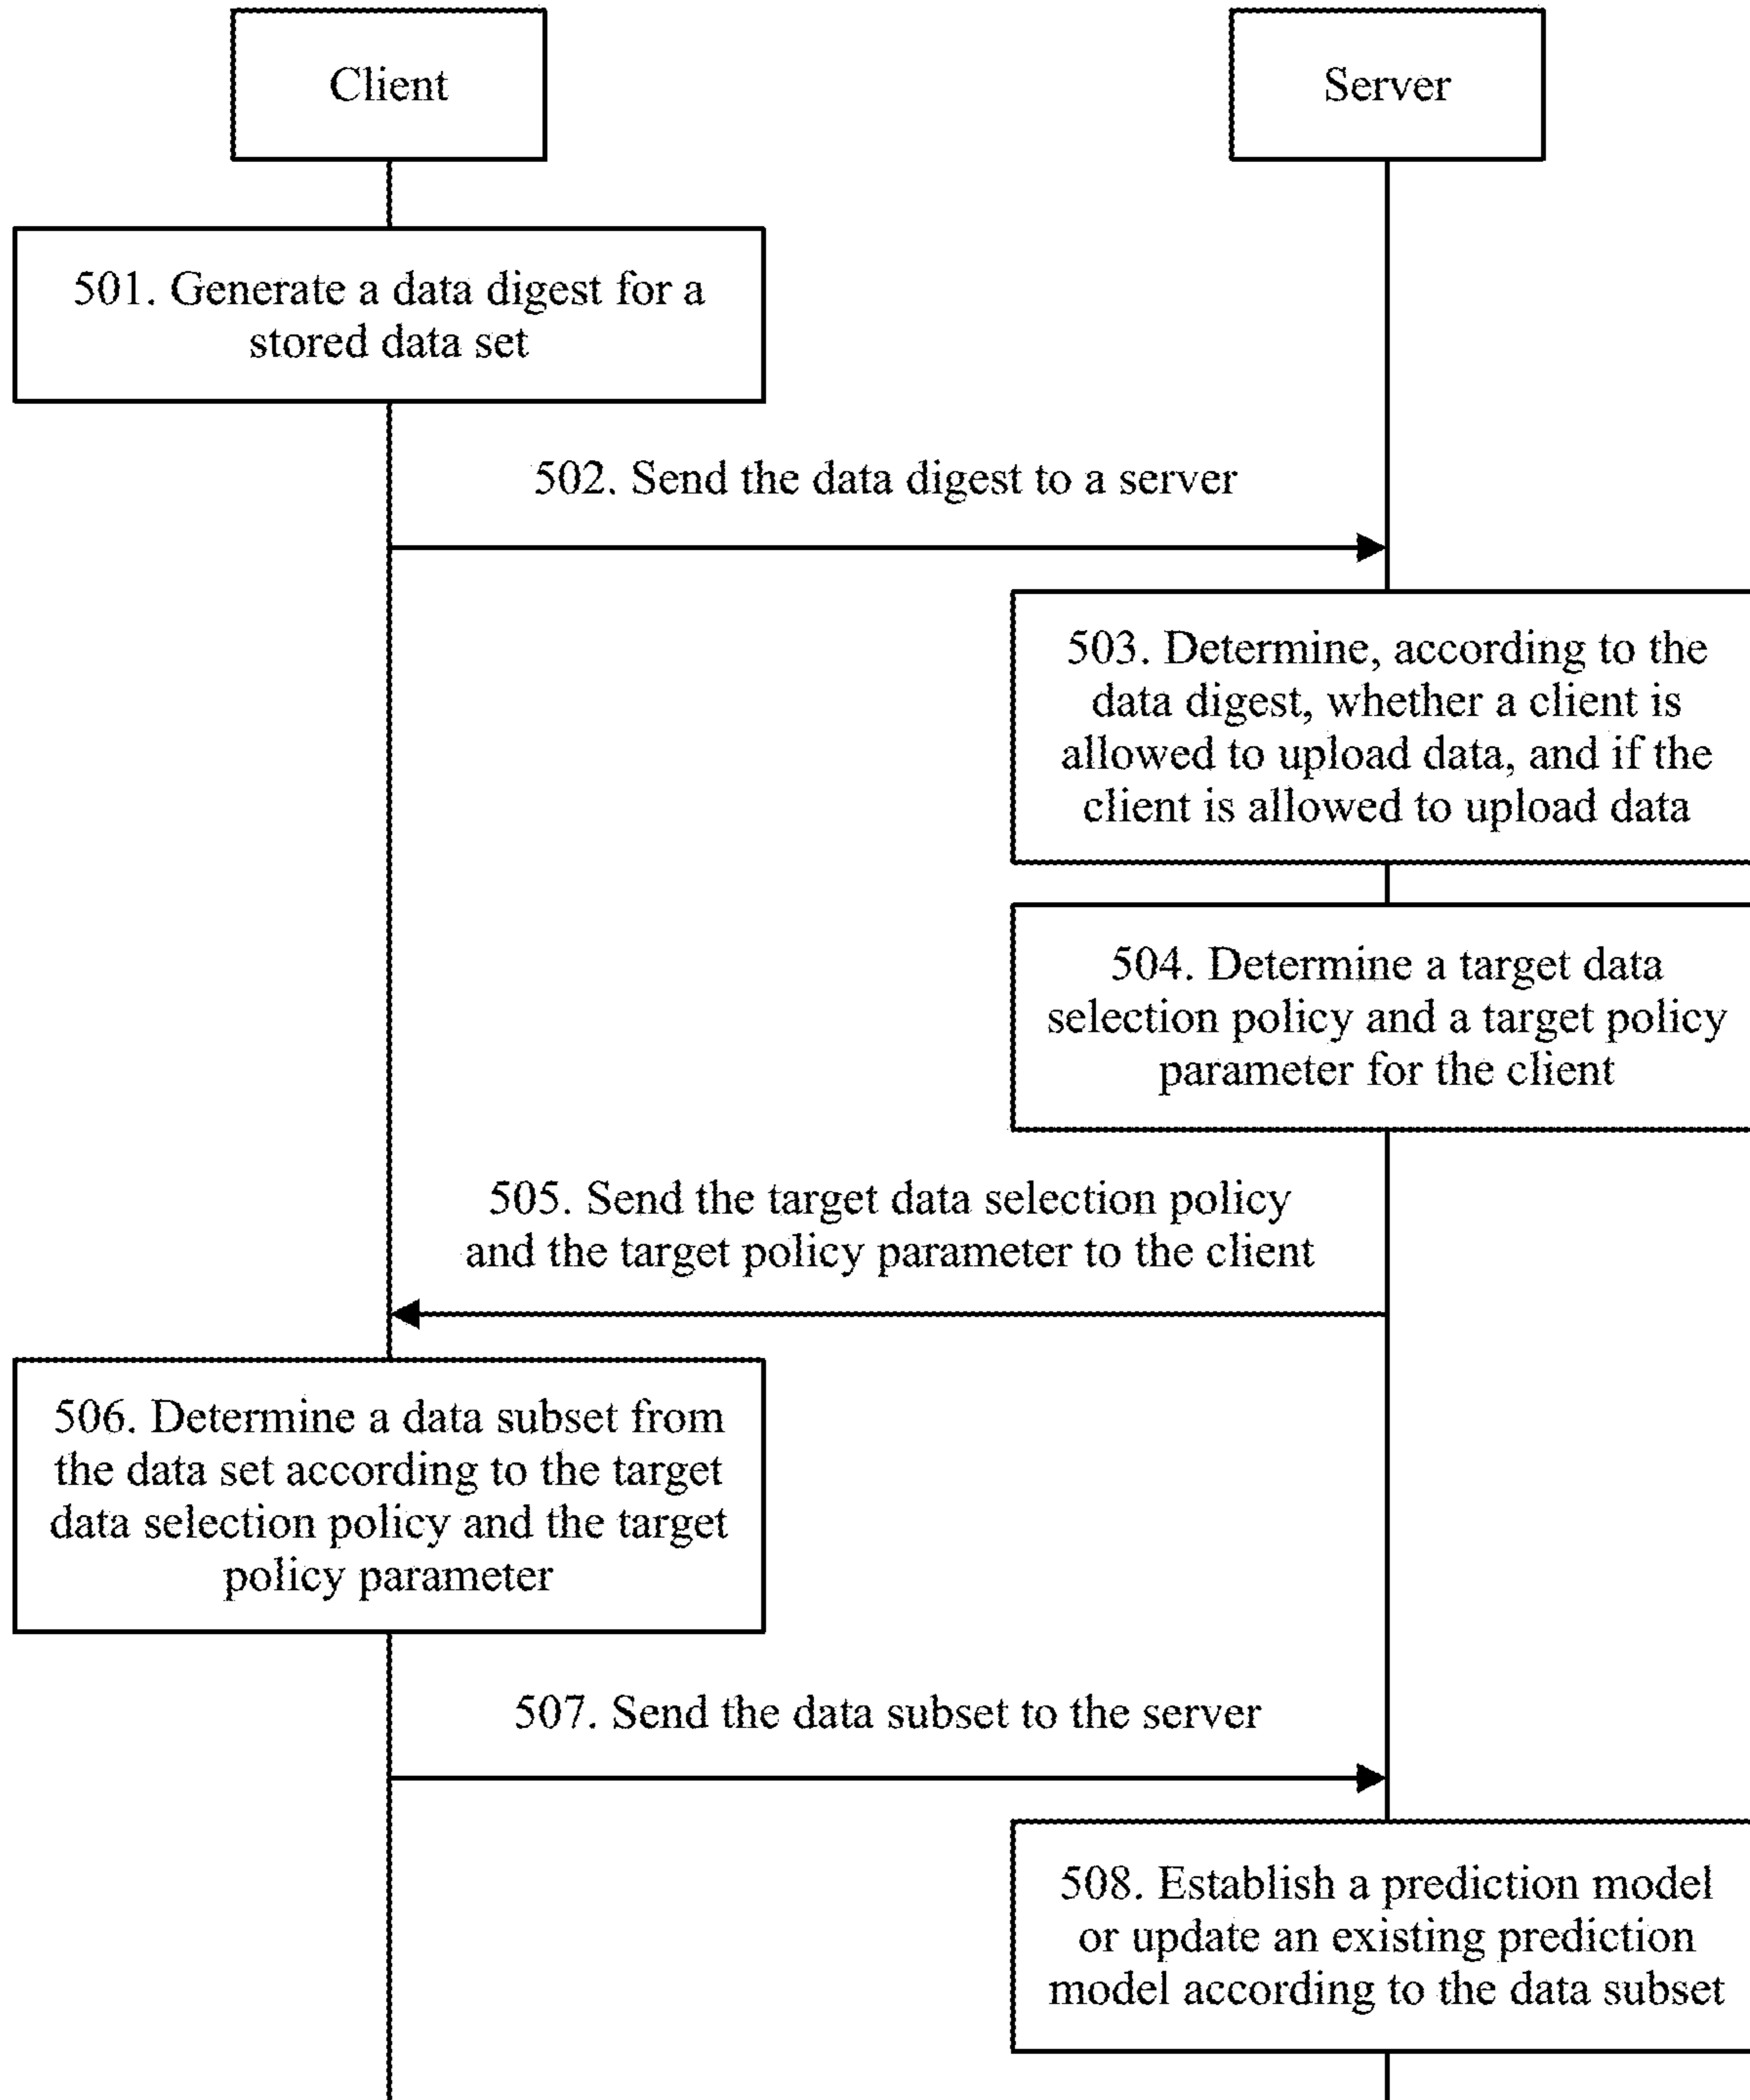 Client
Server
501. Generate a data digest for a
stored data set
502. Send the data digest to a server
503. Determine, according to the
data digest, whether a client is
allowed to upload data, and if the
client is allowed to upload data
504. Determine a target data
selection policy and a target policy
parameter for the client
505. Send the target data selection policy
and the target policy parameter to the client
506. Determine a data subset from
the data set according to the target
data selection policy and the target
policy parameter
507. Send the data subset to the server
508. Establish a prediction model
or update an existing prediction
model according to the data subset